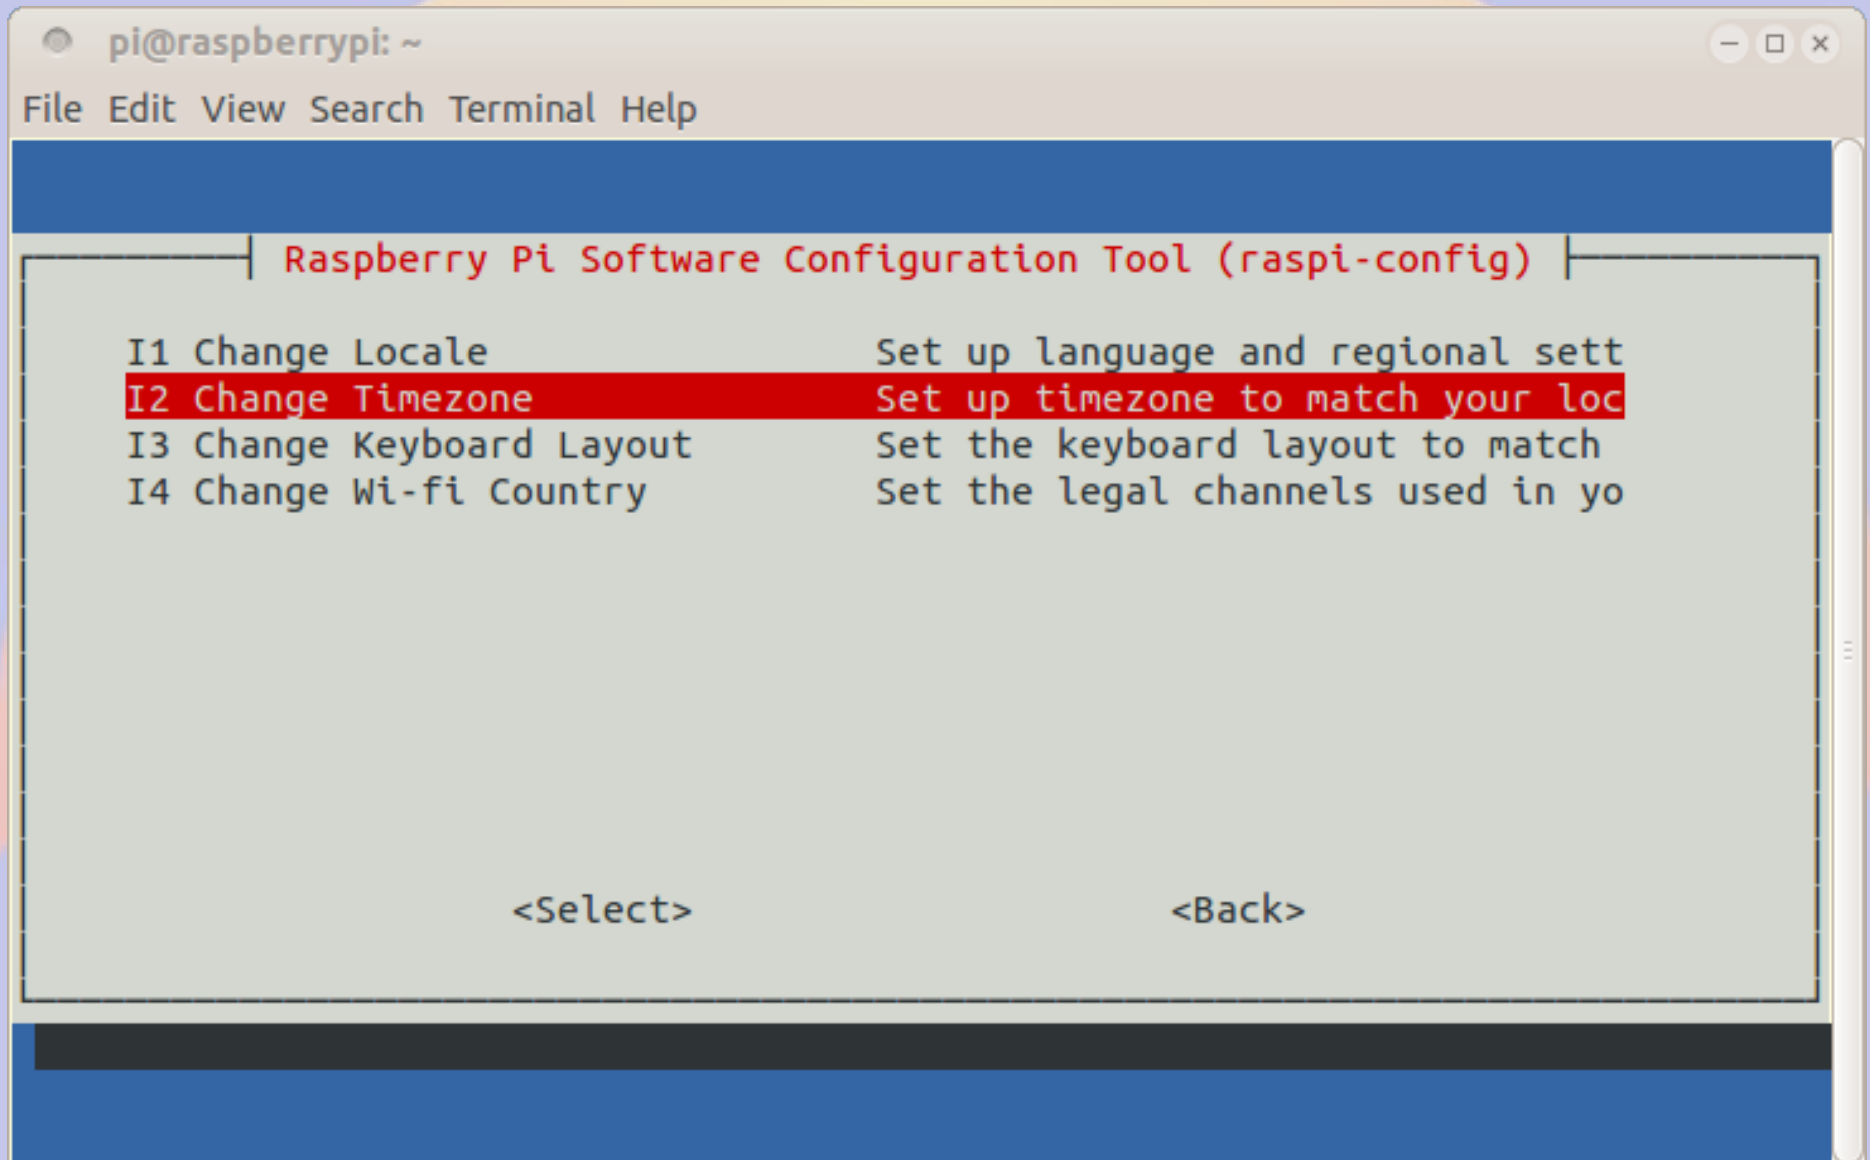 pi@raspberrypi: ~
File Edit View Search Terminal Help
Raspberry Pi Software Configuration Tool (raspi-config)
I1 Change Locale Set up language and regional sett
I2 Change Timezone Set up timezone to match your loc
I3 Change Keyboard Layout Set the keyboard layout to match
I4 Change Wi-fi Country Set the legal channels used in yo
<Select> <Back>